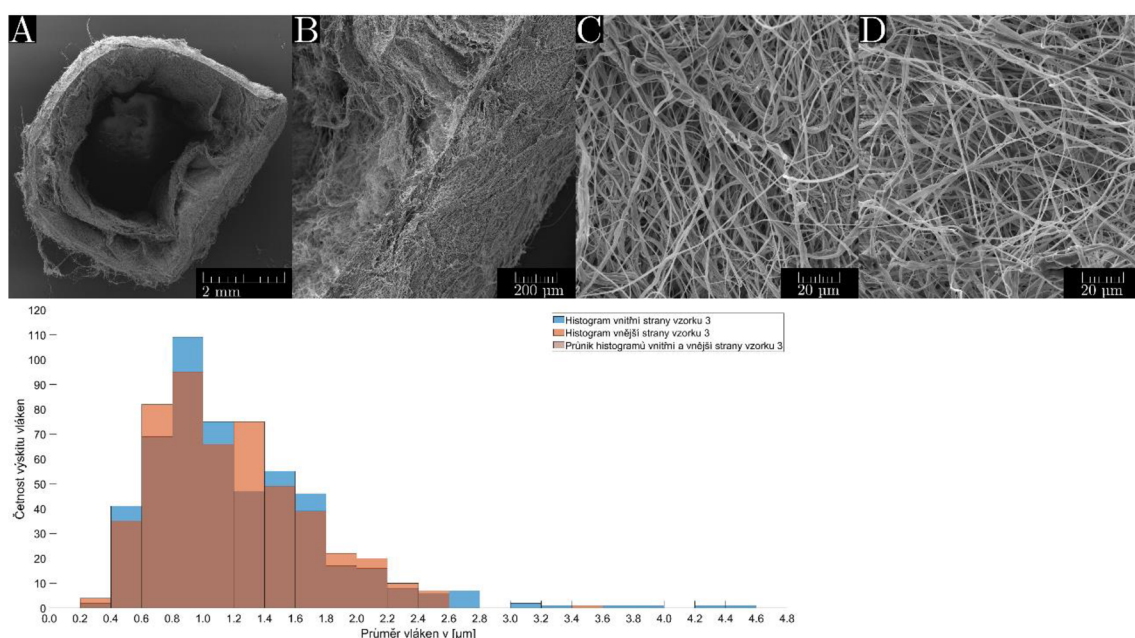 A B C D
2 mm 200 µm 20 µm 20 µm
Histogram vnitřní strany vzorku 3
Histogram vnější strany vzorku 3
Průnik histogramů vnitřní a vnější strany vzorku 3
Četnost výskytu vláken
120
110
100
90
80
70
60
50
40
30
20
10
0
0.0 0.2 0.4 0.6 0.8 1.0 1.2 1.4 1.6 1.8 2.0 2.2 2.4 2.6 2.8 3.0 3.2 3.4 3.6 3.8 4.0 4.2 4.4 4.6 4.8
Průměr vláken v [µm]